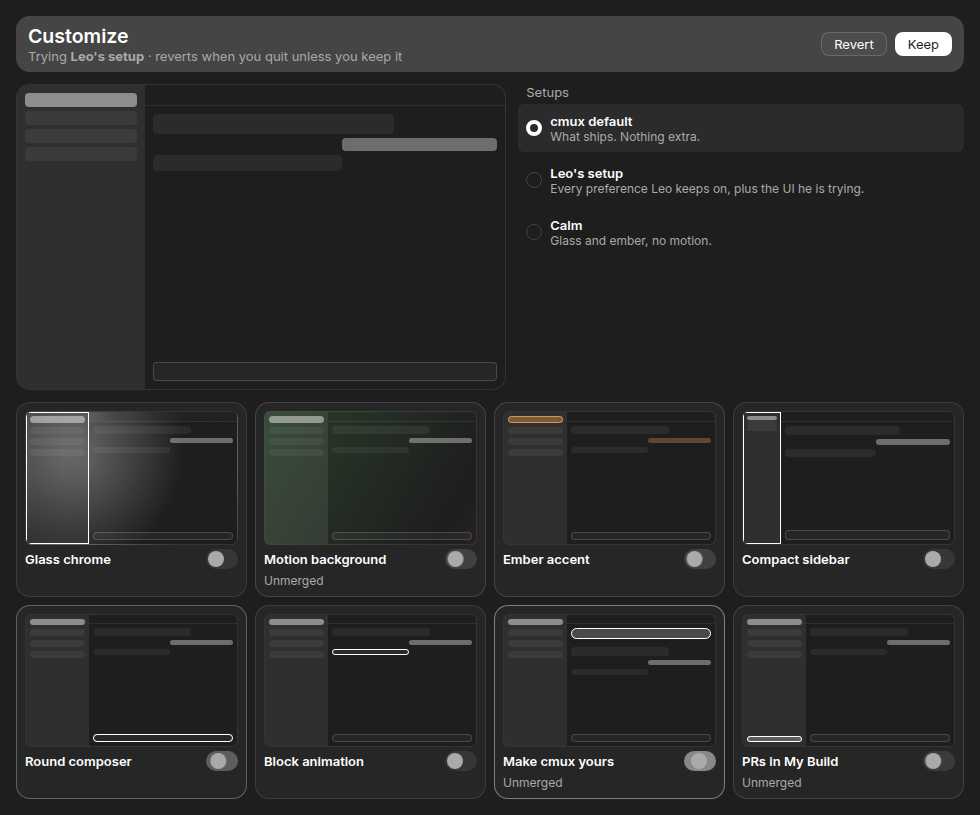 Customize
Trying Leo's setup · reverts when you quit unless you keep it
Revert
Keep
Setups
cmux default
What ships. Nothing extra.
Leo's setup
Every preference Leo keeps on, plus the UI he is trying.
Calm
Glass and ember, no motion.
Glass chrome
Motion background
Unmerged
Ember accent
Compact sidebar
Round composer
Block animation
Make cmux yours
Unmerged
PRs in My Build
Unmerged